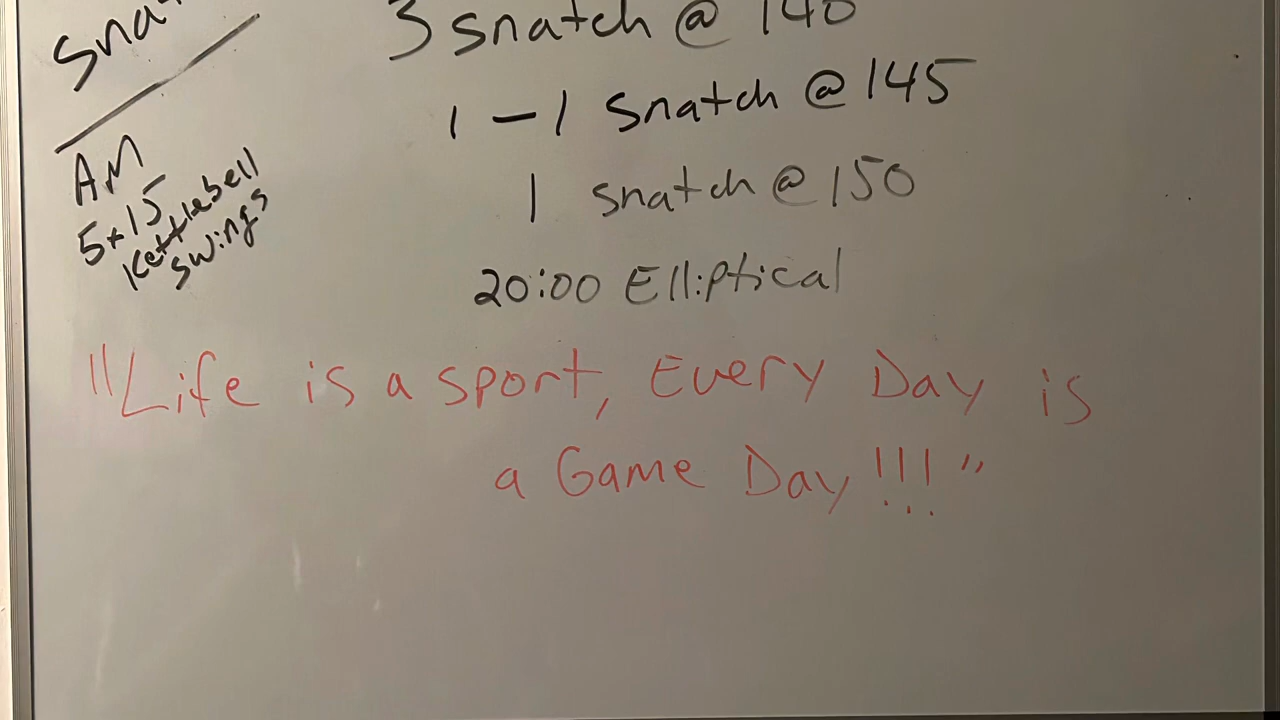 3 snatch @ 140
1 – 1 snatch @ 145
1 snatch @ 150
20:00 Elliptical
AM
5x15
Kettlebell
swings
"Life is a sport, Every Day is
a Game Day!!!"